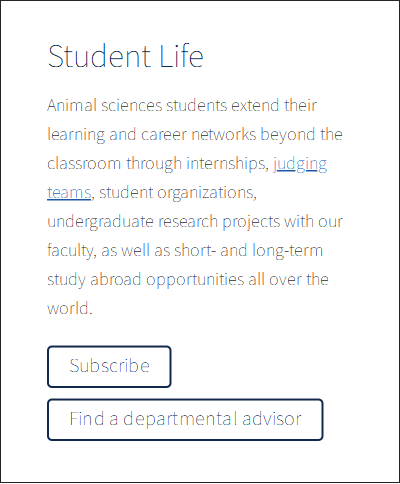 Student Life
Animal sciences students extend their
learning and career networks beyond the
classroom through internships, judging
teams, student organizations,
undergraduate research projects with our
faculty, as well as short- and long-term
study abroad opportunities all over the
world.
Subscribe
Find a departmental advisor